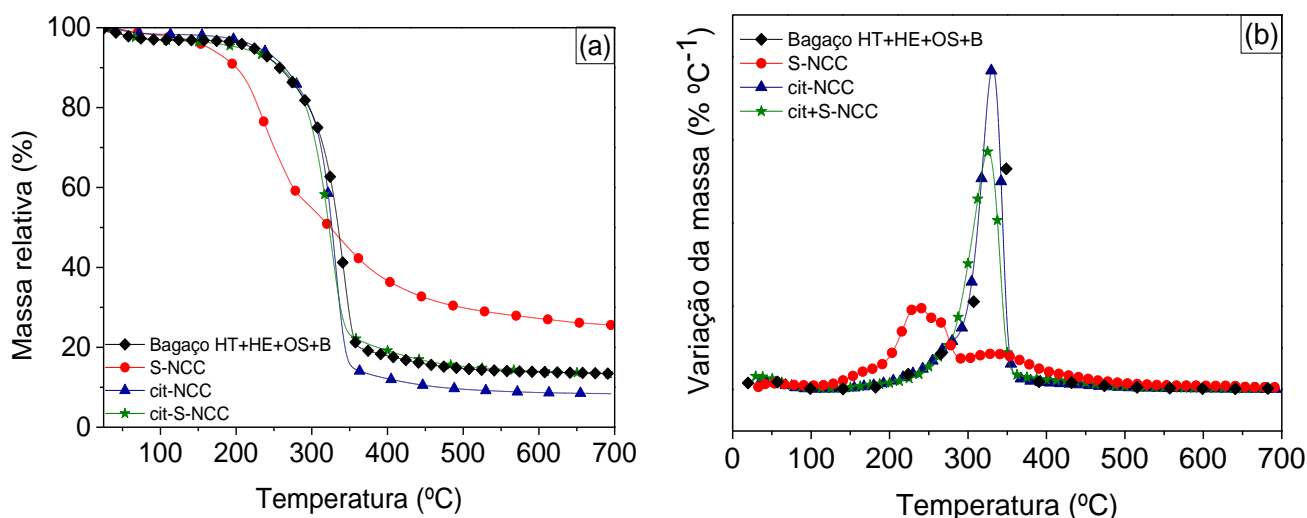 (a)
Massa relativa (%)
100
80
60
40
20
0
Bagaço HT+HE+OS+B
S-NCC
cit-NCC
cit-S-NCC
100 200 300 400 500 600 700
Temperatura (ºC)
(b)
Variação da massa (% ºC⁻¹)
Bagaço HT+HE+OS+B
S-NCC
cit-NCC
cit+S-NCC
0 100 200 300 400 500 600 700
Temperatura (ºC)